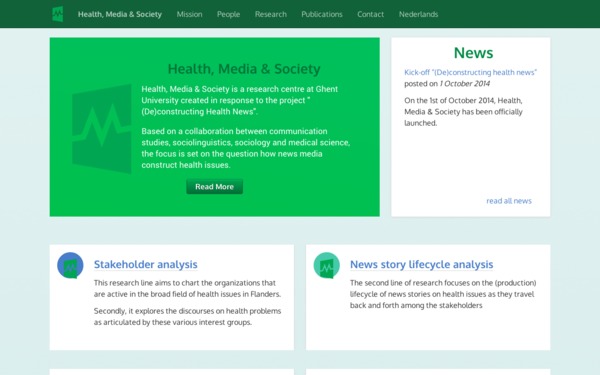 Health, Media & Society Mission People Research Publications Contact Nederlands
Health, Media & Society
Health, Media & Society is a research centre at Ghent
University created in response to the project "
(De)constructing Health News".
Based on a collaboration between communication
studies, sociolinguistics, sociology and medical science,
the focus is set on the question how news media
construct health issues.
Read More
News
Kick-off "(De)constructing health news"
posted on 1 October 2014
On the 1st of October 2014, Health,
Media & Society has been officially
launched.
read all news
Stakeholder analysis
This research line aims to chart the organizations that
are active in the broad field of health issues in Flanders.
Secondly, it explores the discourses on health problems
as articulated by these various interest groups.
News story lifecycle analysis
The second line of research focuses on the (production)
lifecycle of news stories on health issues as they travel
back and forth among the stakeholders